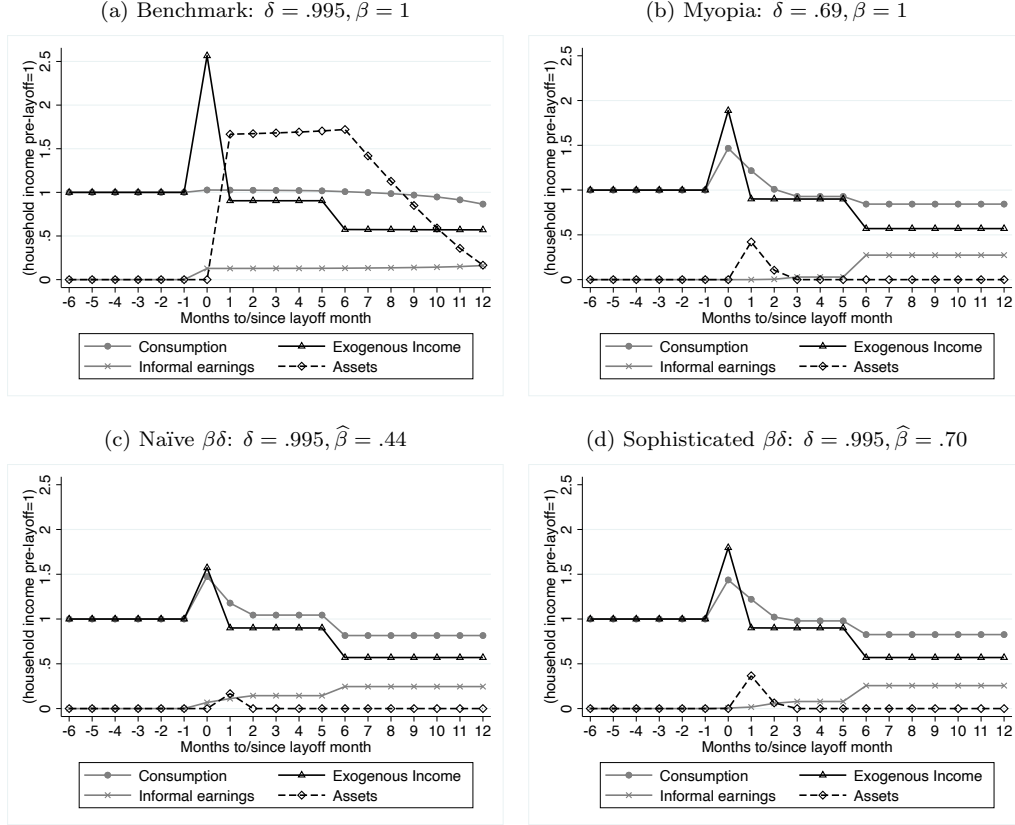 (a) Benchmark: δ = .995, β = 1
(household income pre-layoff=1)
2.5
2
1.5
1
.5
0
-6 -5 -4 -3 -2 -1 0 1 2 3 4 5 6 7 8 9 10 11 12
Months to/since layoff month
Consumption Exogenous Income
Informal earnings Assets
(b) Myopia: δ = .69, β = 1
(household income pre-layoff=1)
2.5
2
1.5
1
.5
0
-6 -5 -4 -3 -2 -1 0 1 2 3 4 5 6 7 8 9 10 11 12
Months to/since layoff month
Consumption Exogenous Income
Informal earnings Assets
(c) Naïve βδ: δ = .995, β̂ = .44
(household income pre-layoff=1)
2.5
2
1.5
1
.5
0
-6 -5 -4 -3 -2 -1 0 1 2 3 4 5 6 7 8 9 10 11 12
Months to/since layoff month
Consumption Exogenous Income
Informal earnings Assets
(d) Sophisticated βδ: δ = .995, β̂ = .70
(household income pre-layoff=1)
2.5
2
1.5
1
.5
0
-6 -5 -4 -3 -2 -1 0 1 2 3 4 5 6 7 8 9 10 11 12
Months to/since layoff month
Consumption Exogenous Income
Informal earnings Assets